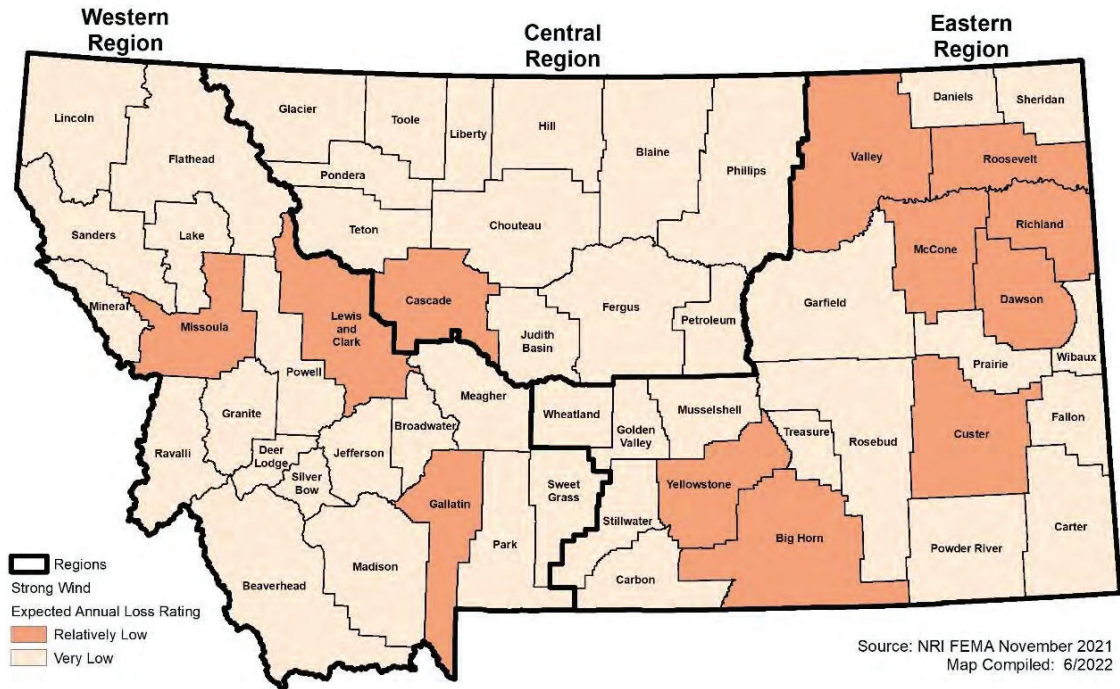 Western
Region
Central
Region
Eastern
Region
Lincoln
Flathead
Glacier
Toole
Liberty
Hill
Blaine
Phillips
Valley
Daniels
Sheridan
Roosevelt
Pondera
Teton
Chouteau
Sanders
Lake
Richland
McCone
Dawson
Mineral
Missoula
Lewis
and
Clark
Cascade
Judith
Basin
Fergus
Petroleum
Garfield
Prairie
Wibaux
Powell
Granite
Ravalli
Deer
Lodge
Silver
Bow
Jefferson
Broadwater
Meagher
Wheatland
Golden
Valley
Musselshell
Treasure
Rosebud
Custer
Fallon
Gallatin
Park
Sweet
Grass
Stillwater
Yellowstone
Big Horn
Carbon
Powder River
Carter
Beaverhead
Madison
Regions
Strong Wind
Expected Annual Loss Rating
Relatively Low
Very Low
Source: NRI FEMA November 2021
Map Compiled: 6/2022